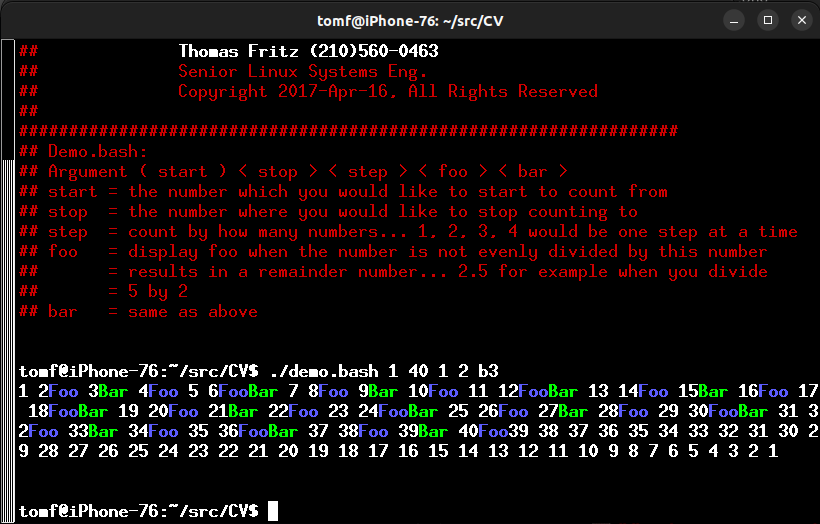 tomf@iPhone-76: ~/src/CV
##              Thomas Fritz (210)560-0463
##              Senior Linux Systems Eng.
##              Copyright 2017-Apr-16. All Rights Reserved
##
##################################################################
## Demo.bash:
## Argument ( start ) < stop > < step > < foo > < bar >
## start = the number which you would like to start to count from
## stop  = the number where you would like to stop counting to
## step  = count by how many numbers... 1, 2, 3, 4 would be one step at a time
## foo   = display foo when the number is not evenly divided by this number
##       = results in a remainder number... 2.5 for example when you divide
##       = 5 by 2
## bar   = same as above
tomf@iPhone-76:~/src/CV$ ./demo.bash 1 40 1 2 b3
1 2Foo 3Bar 4Foo 5 6FooBar 7 8Foo 9Bar 10Foo 11 12FooBar 13 14Foo 15Bar 16Foo 17
 18FooBar 19 20Foo 21Bar 22Foo 23 24FooBar 25 26Foo 27Bar 28Foo 29 30FooBar 31 3
2Foo 33Bar 34Foo 35 36FooBar 37 38Foo 39Bar 40Foo39 38 37 36 35 34 33 32 31 30 2
9 28 27 26 25 24 23 22 21 20 19 18 17 16 15 14 13 12 11 10 9 8 7 6 5 4 3 2 1
tomf@iPhone-76:~/src/CV$